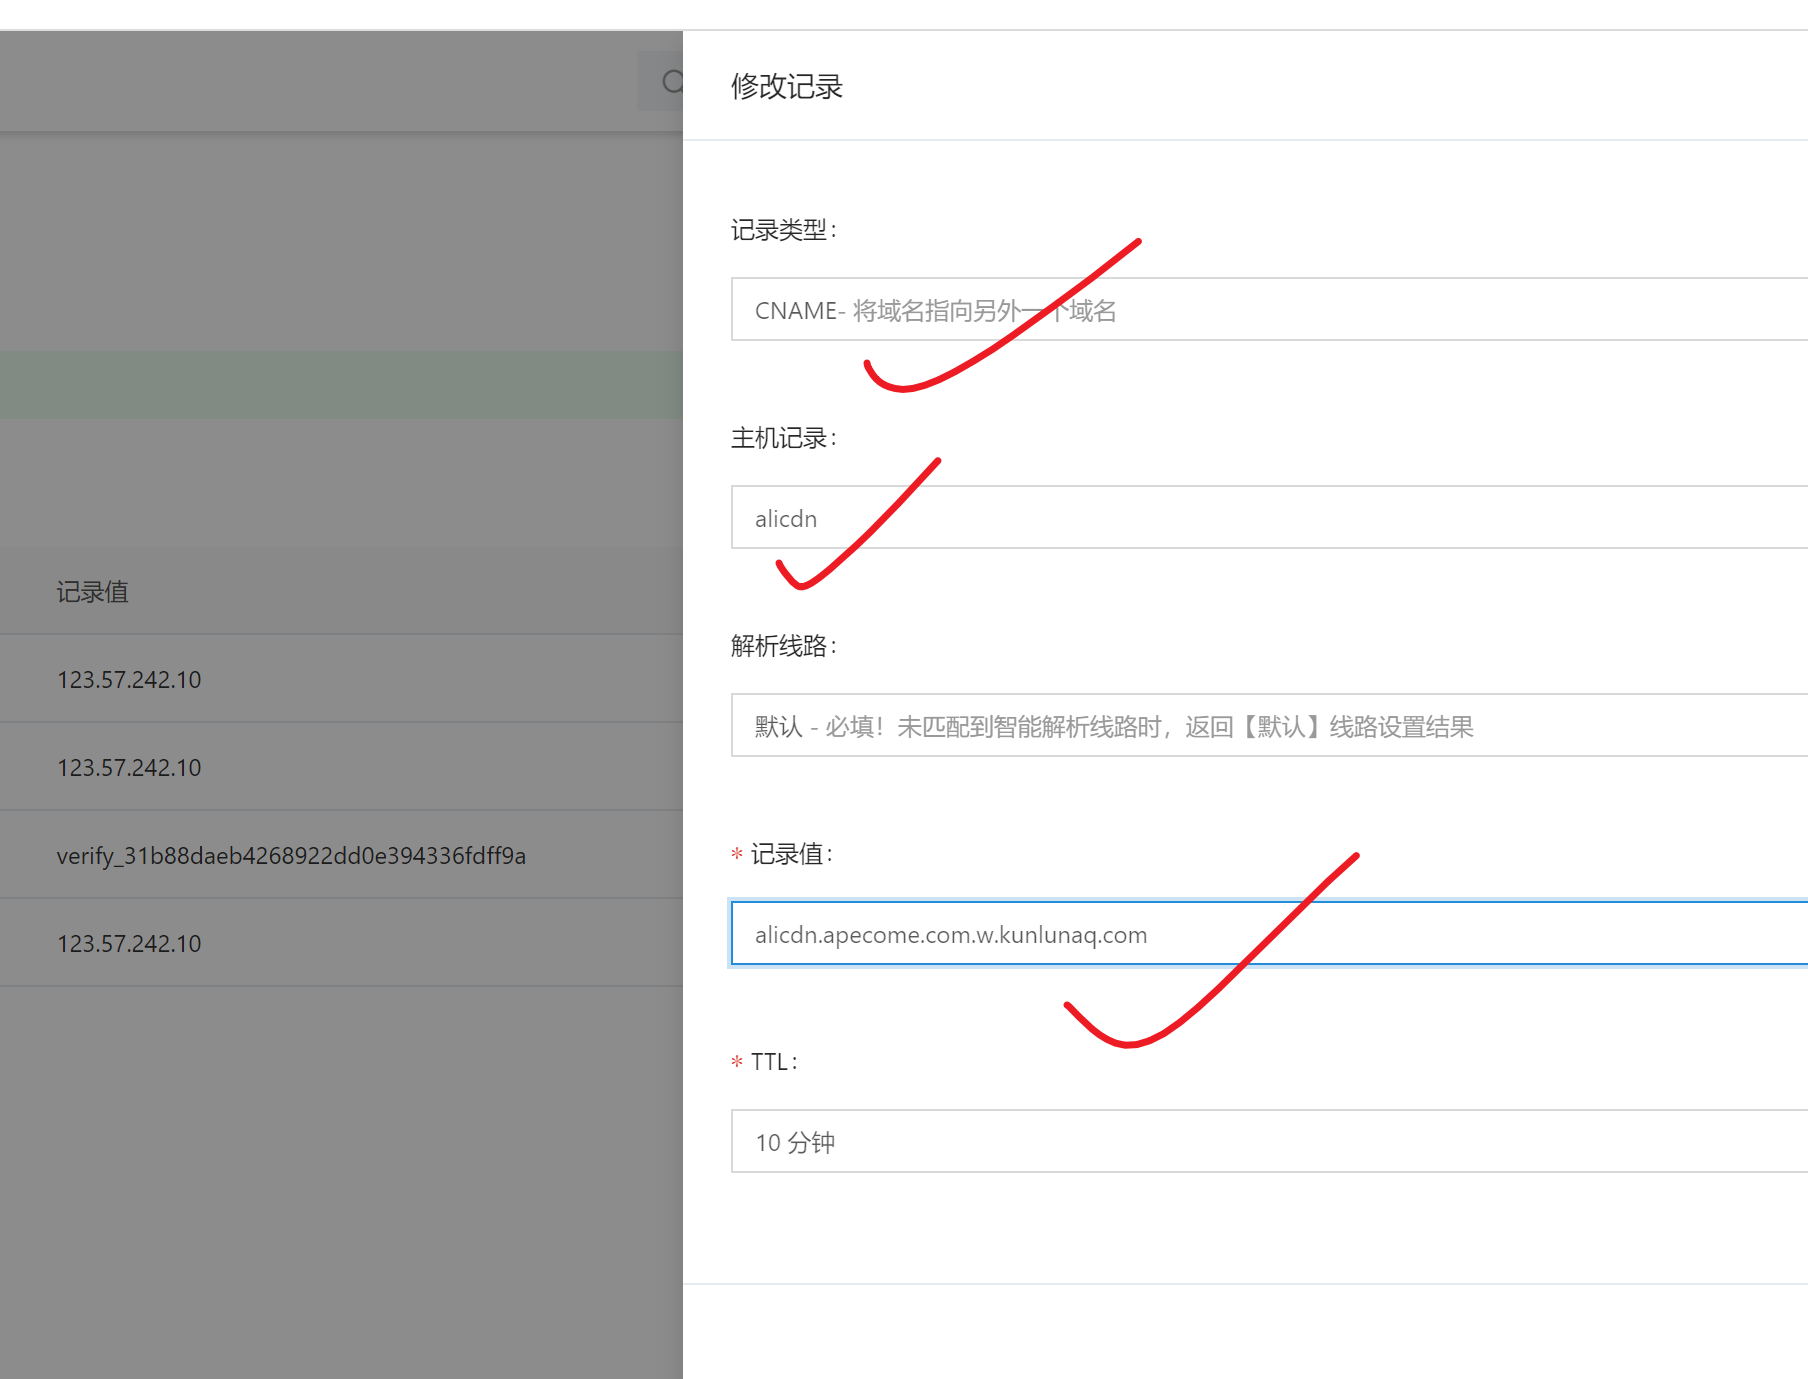 修改记录
记录类型：
CNAME- 将域名指向另外一个域名
主机记录：
alicdn
解析线路：
默认 - 必填！未匹配到智能解析线路时，返回【默认】线路设置结果
* 记录值：
alicdn.apecome.com.w.kunlunaq.com
* TTL：
10 分钟
记录值
123.57.242.10
123.57.242.10
verify_31b88daeb4268922dd0e394336fdff9a
123.57.242.10